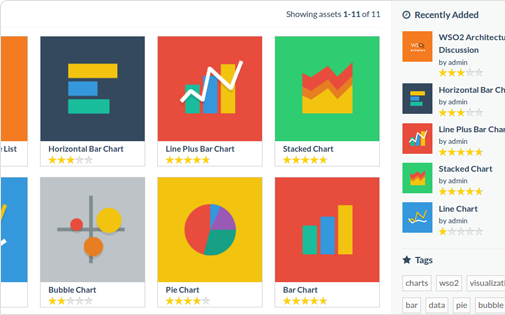 Showing assets 1-11 of 11
e List
Horizontal Bar Chart
Line Plus Bar Chart
Stacked Chart
Bubble Chart
Pie Chart
Bar Chart
Recently Added
WSO2 Architectu
Discussion
by admin
Horizontal Bar Ch
by admin
Line Plus Bar Char
by admin
Stacked Chart
by admin
Line Chart
by admin
Tags
charts wso2 visualizati
bar data pie bubble